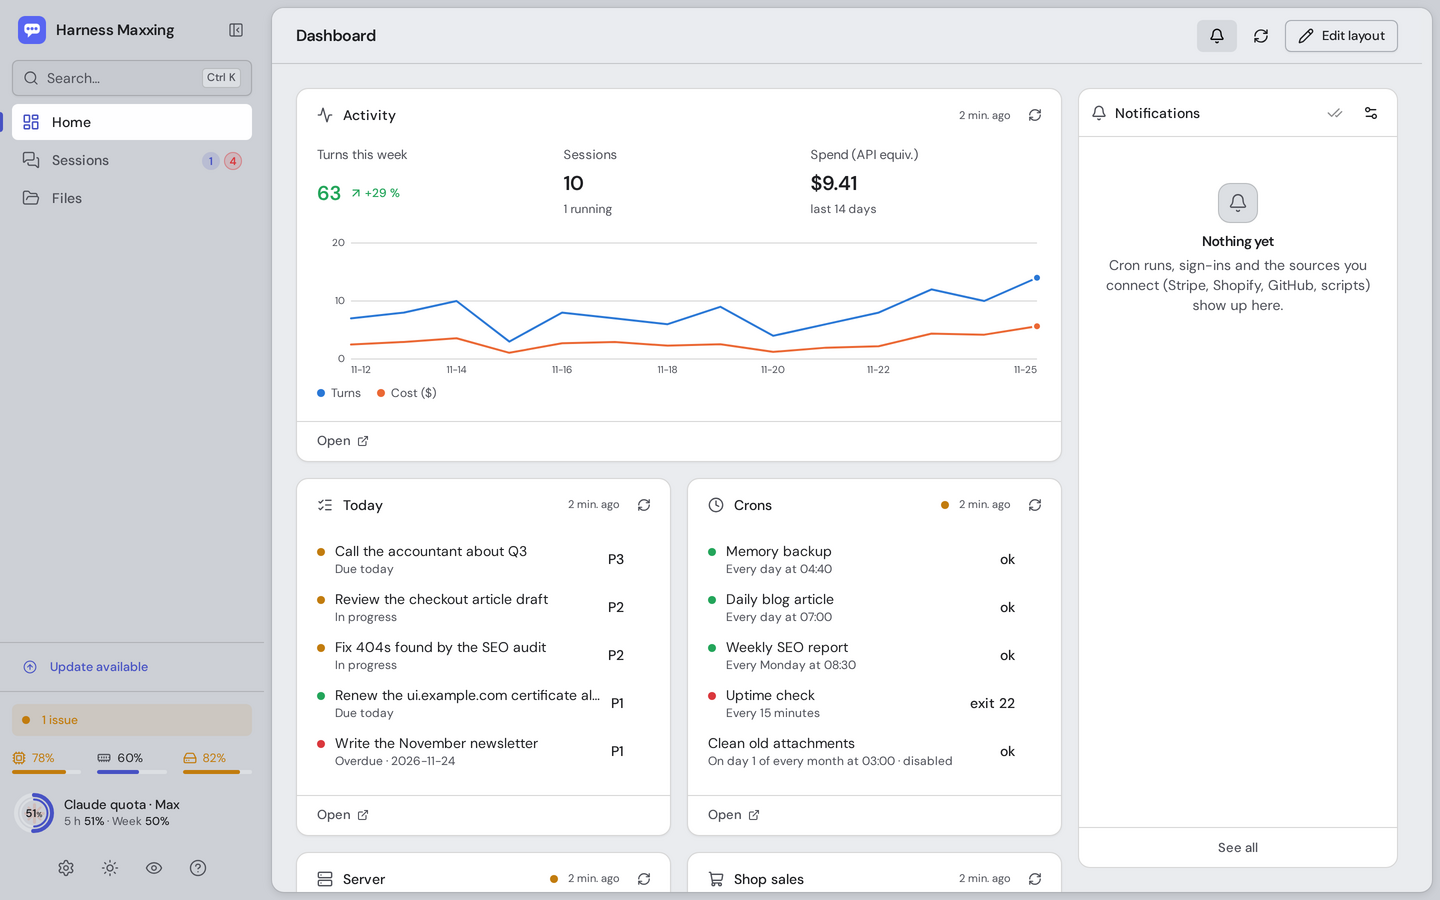 Harness Maxxing
Search...
Ctrl K
Home
Sessions
1
4
Files
Update available
1 issue
78%
60%
82%
51%
Claude quota · Max
5 h 51% · Week 50%
Dashboard
Edit layout
Activity
2 min. ago
Turns this week
63
+29 %
Sessions
10
1 running
Spend (API equiv.)
$9.41
last 14 days
20
10
0
11-12
11-14
11-16
11-18
11-20
11-22
11-25
Turns
Cost ($)
Open
Today
2 min. ago
Call the accountant about Q3
Due today
P3
Review the checkout article draft
In progress
P2
Fix 404s found by the SEO audit
In progress
P2
Renew the ui.example.com certificate al...
Due today
P1
Write the November newsletter
Overdue · 2026-11-24
P1
Open
Crons
2 min. ago
Memory backup
Every day at 04:40
ok
Daily blog article
Every day at 07:00
ok
Weekly SEO report
Every Monday at 08:30
ok
Uptime check
Every 15 minutes
exit 22
Clean old attachments
On day 1 of every month at 03:00 · disabled
ok
Open
Server
2 min. ago
Shop sales
2 min. ago
Notifications
Nothing yet
Cron runs, sign-ins and the sources you
connect (Stripe, Shopify, GitHub, scripts)
show up here.
See all